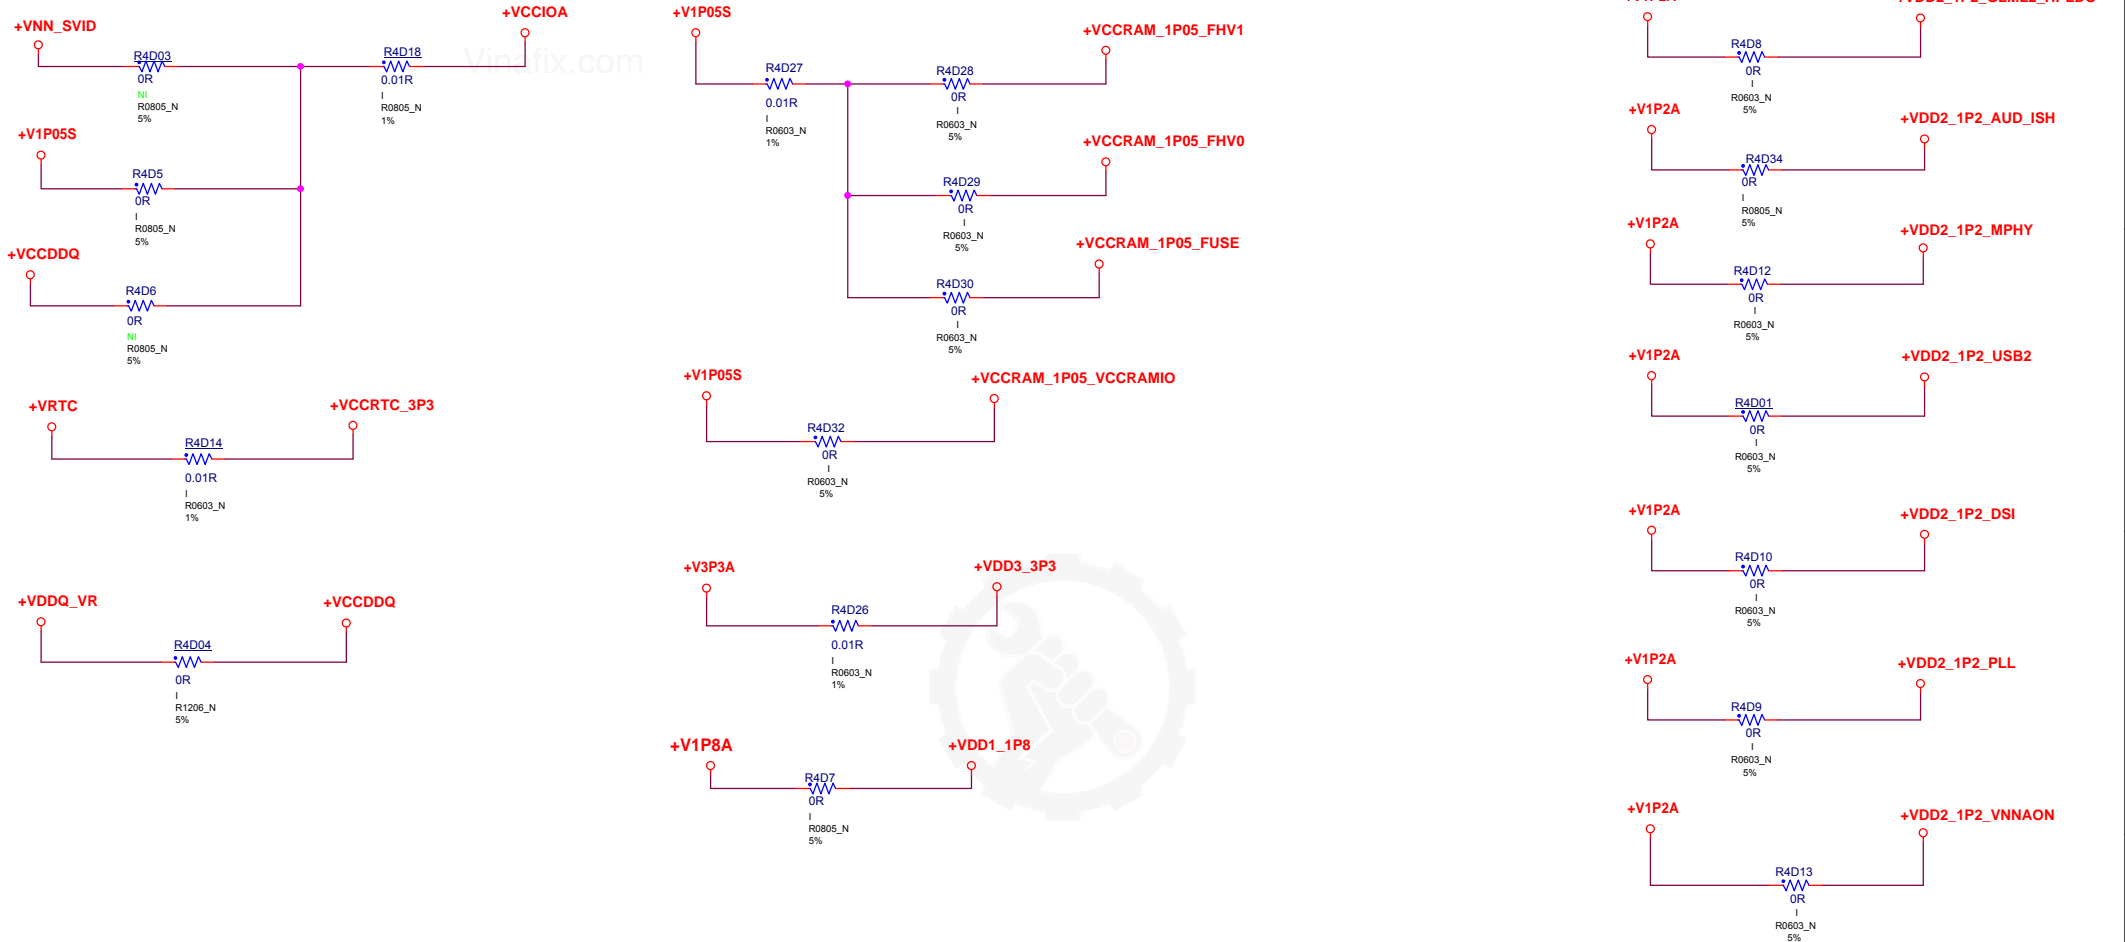 +VNN_SVID
R4D03
0R
NI
R0805_N
5%
+VCCIOA
R4D18
0.01R
I
R0805_N
1%
+V1P05S
R4D5
0R
I
R0805_N
5%
+VCCDDQ
R4D6
0R
NI
R0805_N
5%
+VRTC
+VCCRTC_3P3
R4D14
0.01R
I
R0603_N
1%
+VDDQ_VR
+VCCDDQ
R4D04
0R
I
R1206_N
5%
Vinafix.com
+V1P05S
R4D27
0.01R
I
R0603_N
1%
+VCCRAM_1P05_FHV1
R4D28
0R
I
R0603_N
5%
+VCCRAM_1P05_FHV0
R4D29
0R
I
R0603_N
5%
+VCCRAM_1P05_FUSE
R4D30
0R
I
R0603_N
5%
+V1P05S
+VCCRAM_1P05_VCCRAMIO
R4D32
0R
I
R0603_N
5%
+V3P3A
+VDD3_3P3
R4D26
0.01R
I
R0603_N
1%
+V1P8A
+VDD1_1P8
R4D7
0R
I
R0805_N
5%
R4D8
0R
I
R0603_N
5%
+V1P2A
+VDD2_1P2_AUD_ISH
R4D34
0R
I
R0805_N
5%
+V1P2A
+VDD2_1P2_MPHY
R4D12
0R
I
R0603_N
5%
+V1P2A
+VDD2_1P2_USB2
R4D01
0R
I
R0603_N
5%
+V1P2A
+VDD2_1P2_DSI
R4D10
0R
I
R0603_N
5%
+V1P2A
+VDD2_1P2_PLL
R4D9
0R
I
R0603_N
5%
+V1P2A
+VDD2_1P2_VNNAON
R4D13
0R
I
R0603_N
5%